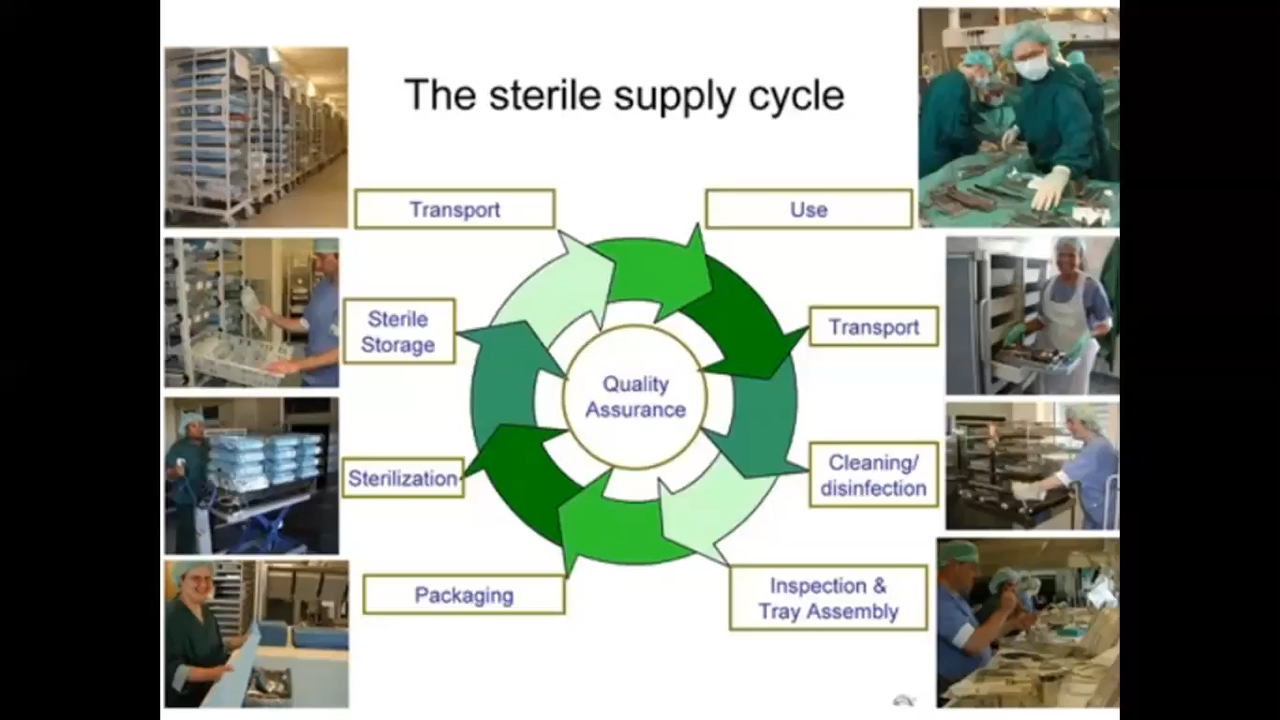 The sterile supply cycle
Transport
Use
Sterile
Storage
Transport
Quality
Assurance
Sterilization
Cleaning/
disinfection
Packaging
Inspection &
Tray Assembly